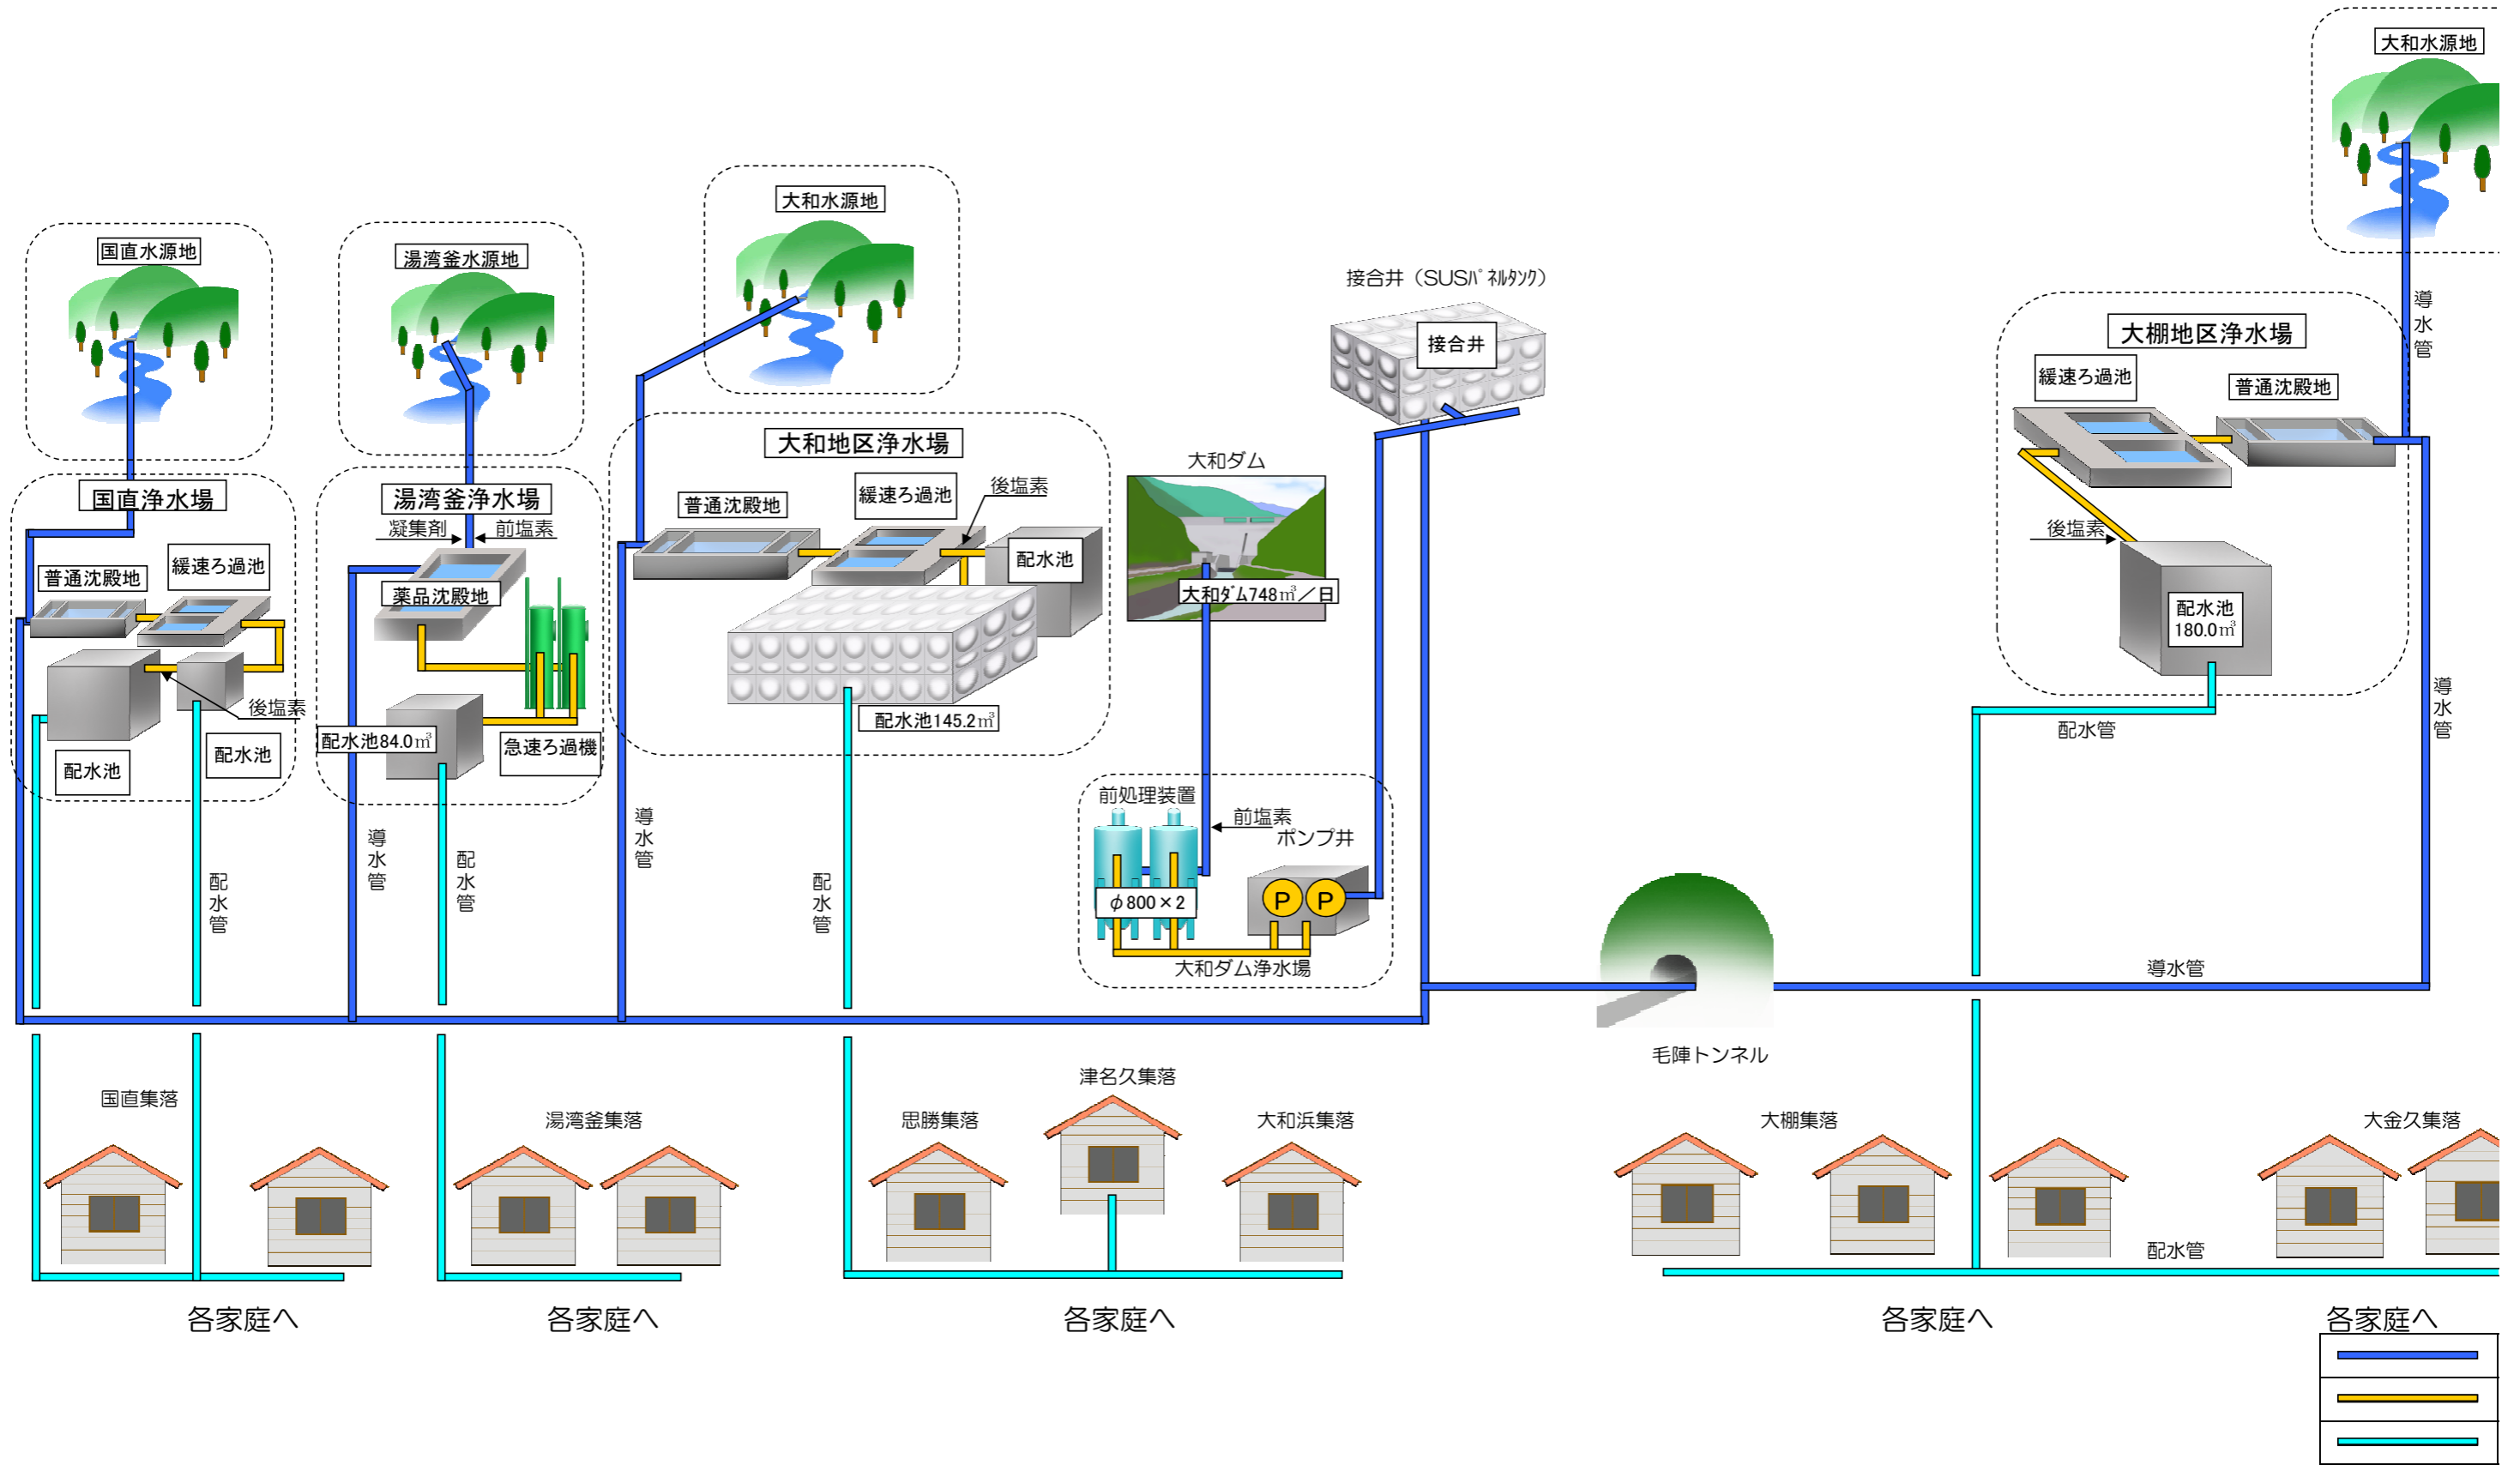 大和水源地
大和水源地
国直水源地
湯湾釜水源地
接合井（SUSﾊﾟﾈﾙﾀﾝｸ）
接合井
導水管
大棚地区浄水場
緩速ろ過池
普通沈殿地
大和地区浄水場
大和ダム
国直浄水場
湯湾釜浄水場
普通沈殿地
緩速ろ過池
後塩素
凝集剤
前塩素
後塩素
配水池
普通沈殿地
緩速ろ過池
薬品沈殿地
大和ﾀﾞﾑ748㎥／日
配水池
180.0㎥
後塩素
配水池145.2㎥
導水管
配水池84.0㎥
急速ろ過機
配水池
配水池
配水管
前処理装置
前塩素
ポンプ井
導水管
導水管
配水管
配水管
配水管
φ800×2
P
P
大和ダム浄水場
導水管
毛陣トンネル
国直集落
湯湾釜集落
思勝集落
津名久集落
大和浜集落
大棚集落
大金久集落
配水管
各家庭へ
各家庭へ
各家庭へ
各家庭へ
各家庭へ